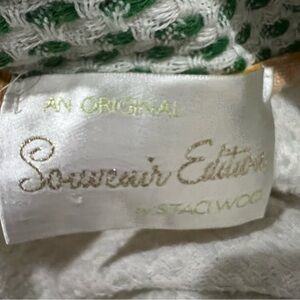 AN ORIGINAL
Souvenir Edition
BY STACI WOO